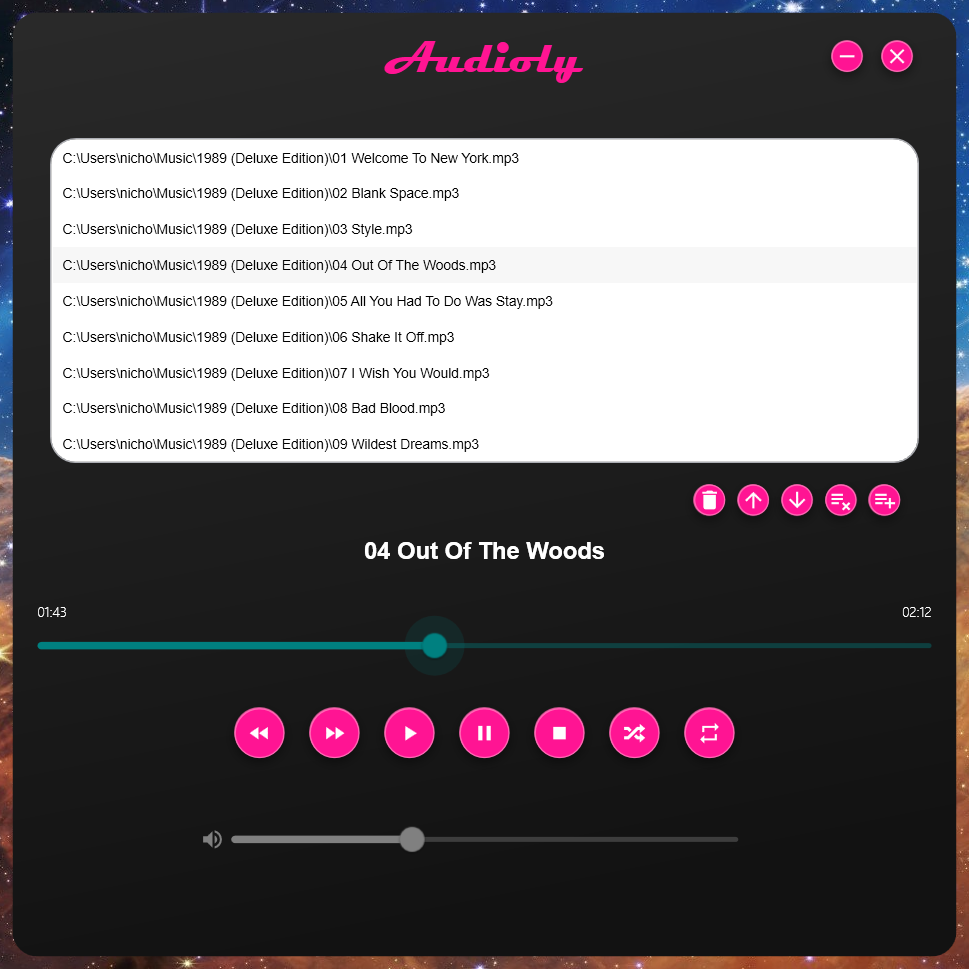 Audioly
C:\Users\nicho\Music\1989 (Deluxe Edition)\01 Welcome To New York.mp3
C:\Users\nicho\Music\1989 (Deluxe Edition)\02 Blank Space.mp3
C:\Users\nicho\Music\1989 (Deluxe Edition)\03 Style.mp3
C:\Users\nicho\Music\1989 (Deluxe Edition)\04 Out Of The Woods.mp3
C:\Users\nicho\Music\1989 (Deluxe Edition)\05 All You Had To Do Was Stay.mp3
C:\Users\nicho\Music\1989 (Deluxe Edition)\06 Shake It Off.mp3
C:\Users\nicho\Music\1989 (Deluxe Edition)\07 I Wish You Would.mp3
C:\Users\nicho\Music\1989 (Deluxe Edition)\08 Bad Blood.mp3
C:\Users\nicho\Music\1989 (Deluxe Edition)\09 Wildest Dreams.mp3
04 Out Of The Woods
01:43 02:12